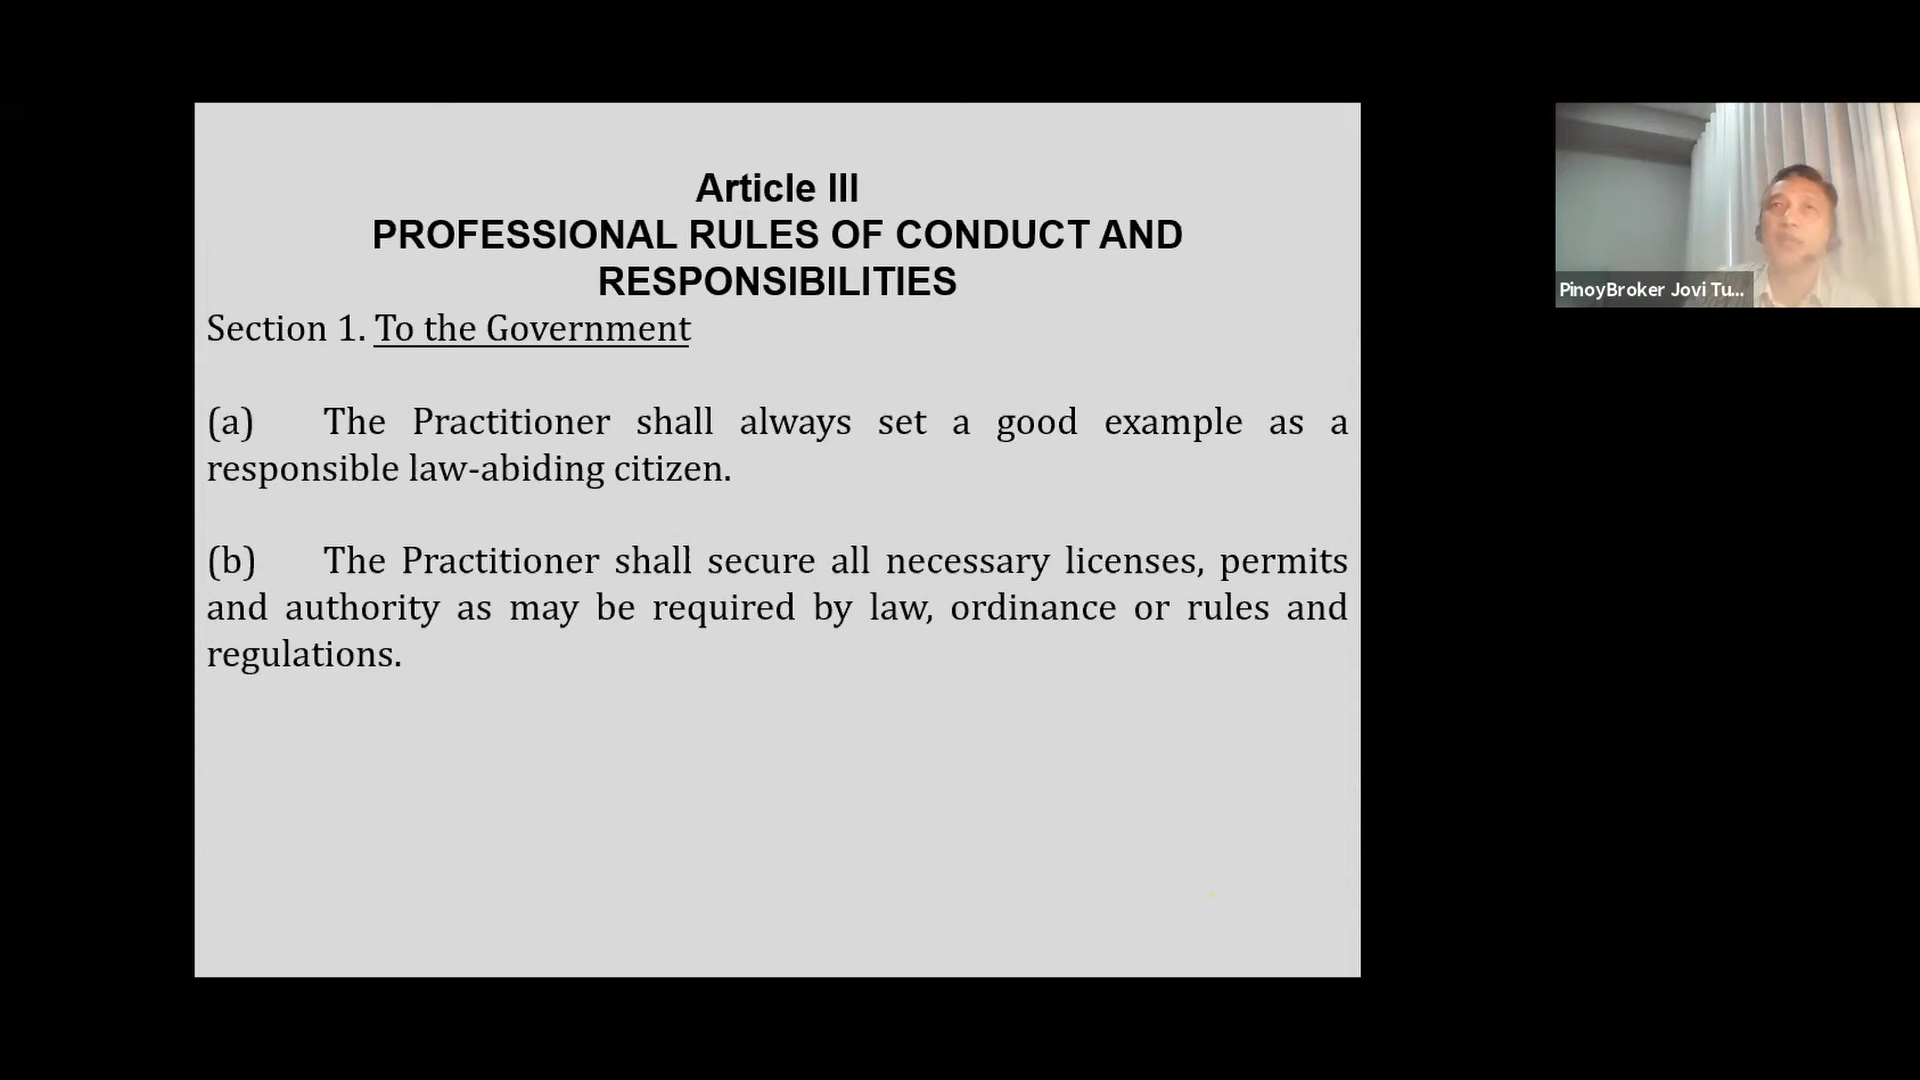 Article III
PROFESSIONAL RULES OF CONDUCT AND
RESPONSIBILITIES
Section 1. To the Government
(a) The Practitioner shall always set a good example as a
responsible law-abiding citizen.
(b) The Practitioner shall secure all necessary licenses, permits
and authority as may be required by law, ordinance or rules and
regulations.
PinoyBroker Jovi Tu...